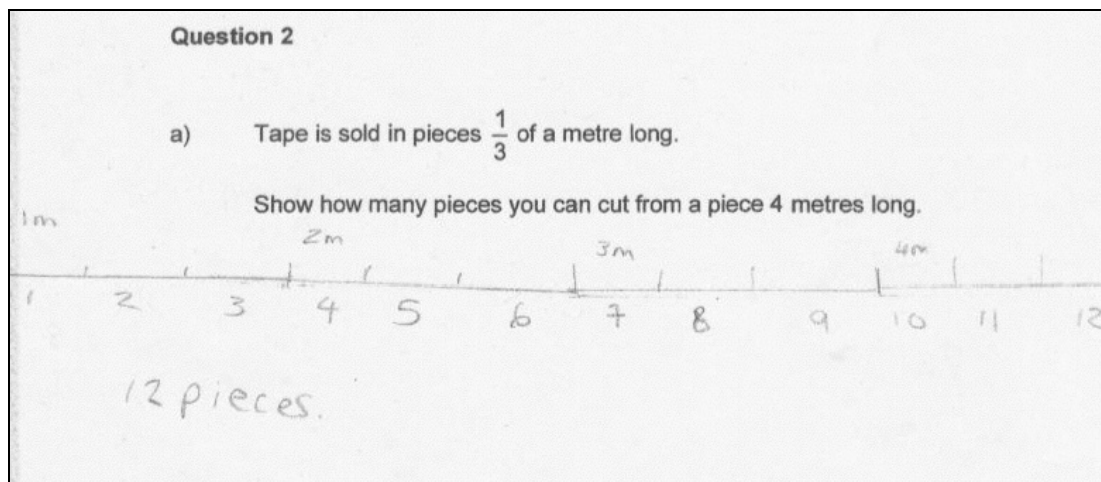 Question 2
a) Tape is sold in pieces 1/3 of a metre long.
Show how many pieces you can cut from a piece 4 metres long.
1m 2m 3m 4m
1 2 3 4 5 6 7 8 9 10 11 12
12 pieces.